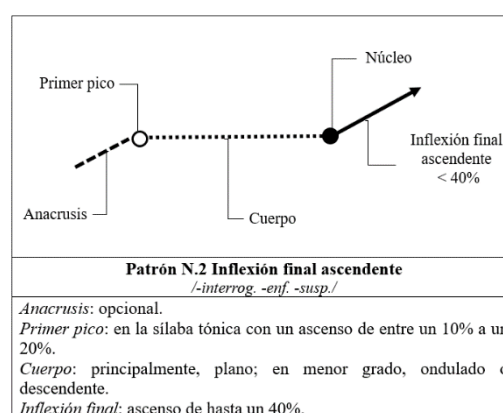 Núcleo
Primer pico
Inflexión final
ascendente
< 40%
Anacrusis
Cuerpo
Patrón N.2 Inflexión final ascendente
/-interrog. -enf. -susp./
Anacrusis: opcional.
Primer pico: en la sílaba tónica con un ascenso de entre un 10% a un
20%.
Cuerpo: principalmente, plano; en menor grado, ondulado o
descendente.
Inflexión final: ascenso de hasta un 40%.